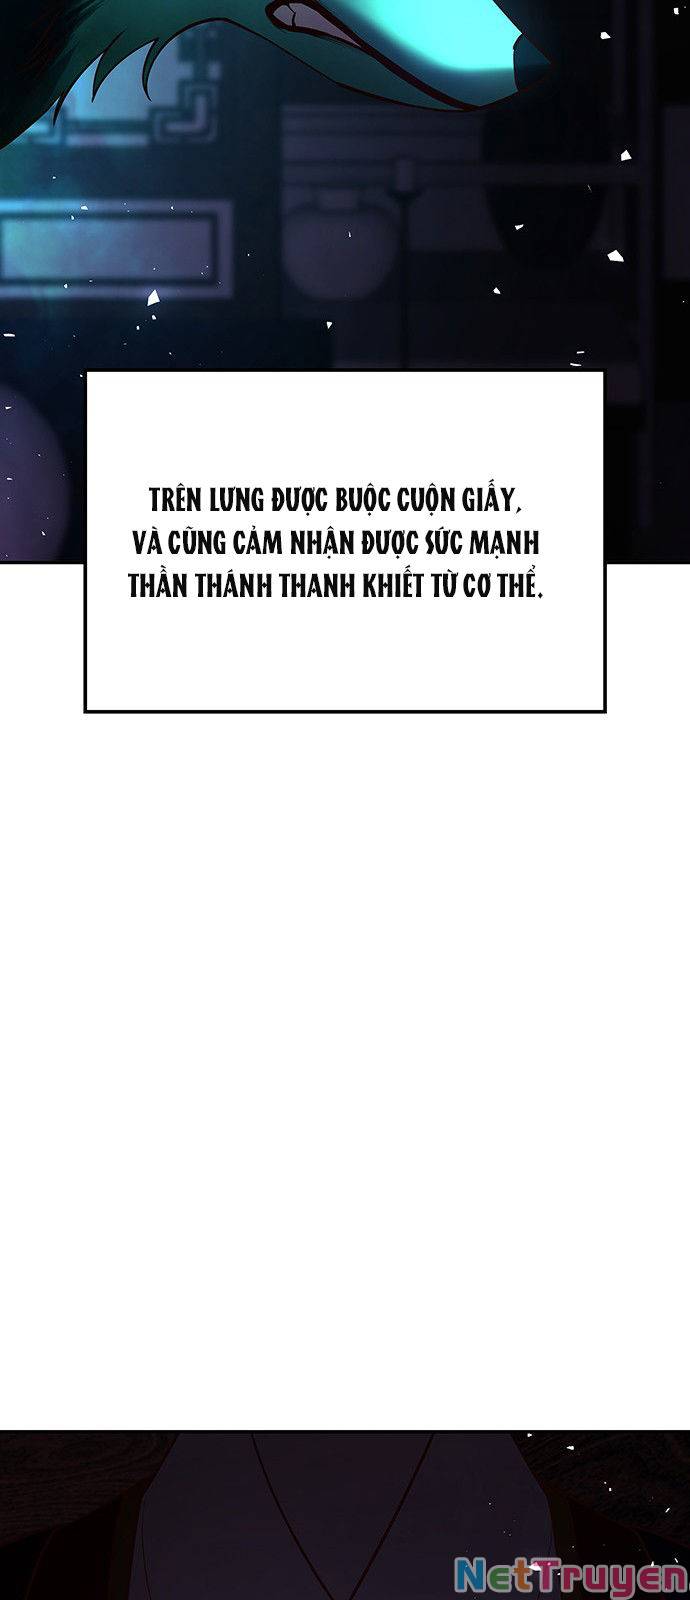 TRÊN LƯNG ĐƯỢC BUỘC CUỘN GIẤY,
VÀ CŨNG CẢM NHẬN ĐƯỢC SỨC MẠNH
THẦN THÁNH THANH KHIẾT TỪ CƠ THỂ.
NetTruyen